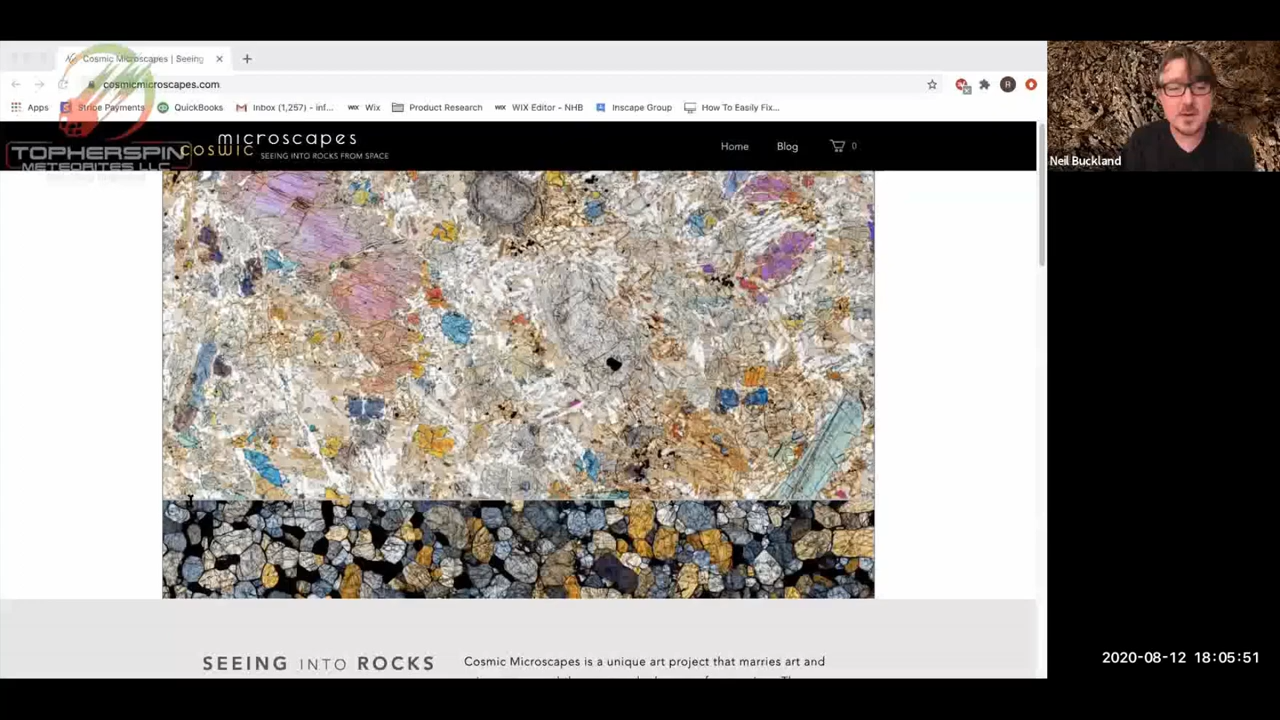 Cosmic Microscapes | Seeing
cosmicmicroscapes.com
Apps
Stripe Payments
QuickBooks
Inbox (1,257) - inf...
Wix
Product Research
WIX Editor - NHB
Inscape Group
How To Easily Fix...
TOPHERSPIN
METEORITES LLC
microscapes
cosmic
SEEING INTO ROCKS FROM SPACE
Home
Blog
0
Neil Buckland
SEEING INTO ROCKS
Cosmic Microscapes is a unique art project that marries art and
2020-08-12 18:05:51